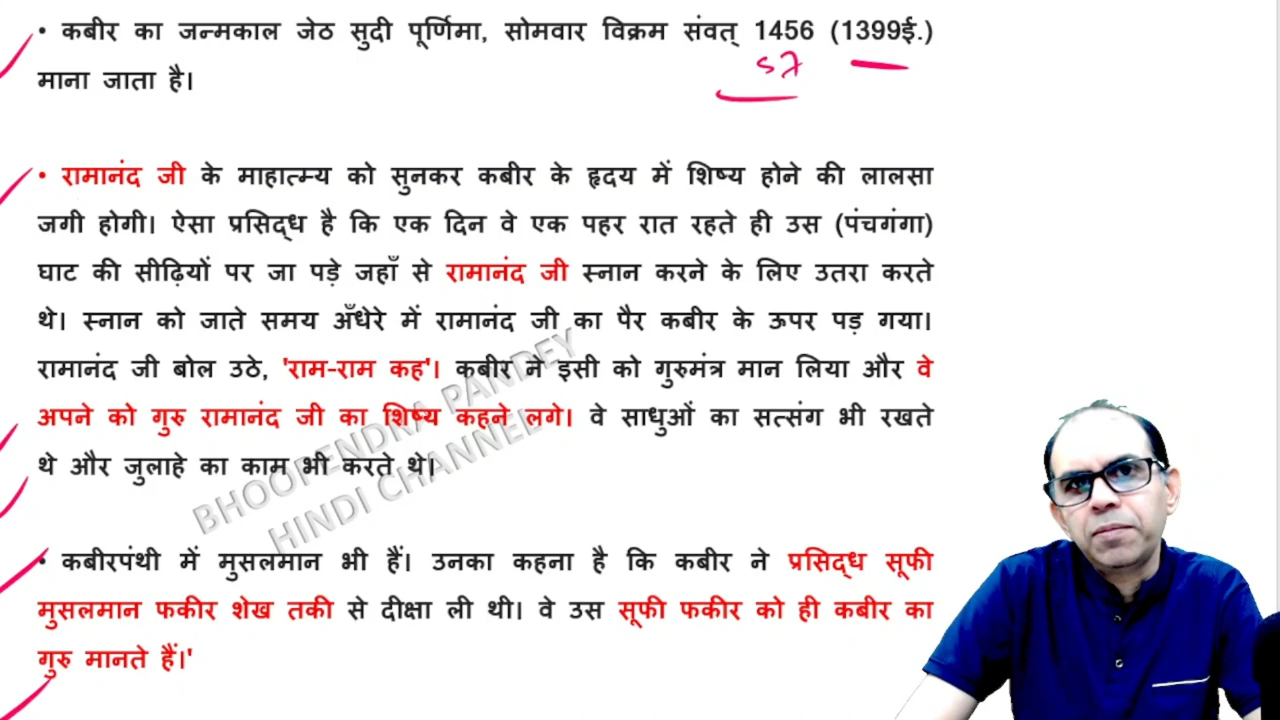 • कबीर का जन्मकाल जेठ सुदी पूर्णिमा, सोमवार विक्रम संवत् 1456 (1399ई.)
57
माना जाता है।
• रामानंद जी के माहात्म्य को सुनकर कबीर के हृदय में शिष्य होने की लालसा
जगी होगी। ऐसा प्रसिद्ध है कि एक दिन वे एक पहर रात रहते ही उस (पंचगंगा)
घाट की सीढ़ियों पर जा पड़े जहाँ से रामानंद जी स्नान करने के लिए उतरा करते
थे। स्नान को जाते समय अँधेरे में रामानंद जी का पैर कबीर के ऊपर पड़ गया।
रामानंद जी बोल उठे, 'राम-राम कह'। कबीर ने इसी को गुरुमंत्र मान लिया और वे
अपने को गुरु रामानंद जी का शिष्य कहने लगे। वे साधुओं का सत्संग भी रखते
थे और जुलाहे का काम भी करते थे।
BHOOPENDRA PANDEY
HINDI CHANNEL
• कबीरपंथी में मुसलमान भी हैं। उनका कहना है कि कबीर ने प्रसिद्ध सूफी
मुसलमान फकीर शेख तकी से दीक्षा ली थी। वे उस सूफी फकीर को ही कबीर का
गुरु मानते हैं।'